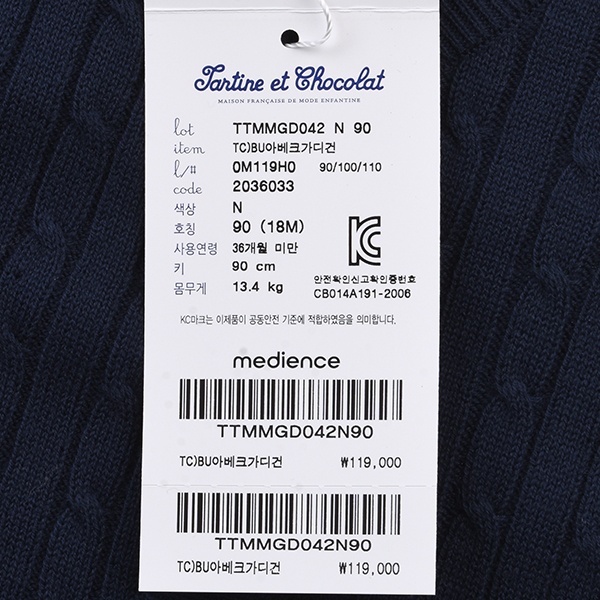 Tartine et Chocolat
MAISON FRANÇAISE DE MODE ENFANTINE
lot TTMMGD042 N 90
item TC)BU아베크가디건
l/# 0M119H0 90/100/110
code 2036033
색상 N
호칭 90 (18M)
사용연령 36개월 미만
키 90 cm
몸무게 13.4 kg
KC
안전확인신고확인증번호
CB014A191-2006
KC마크는 이제품이 공통안전 기준에 적합하였음을 의미합니다.
medience
TTMMGD042N90
TC)BU아베크가디건 ₩119,000
TTMMGD042N90
TC)BU아베크가디건 ₩119,000